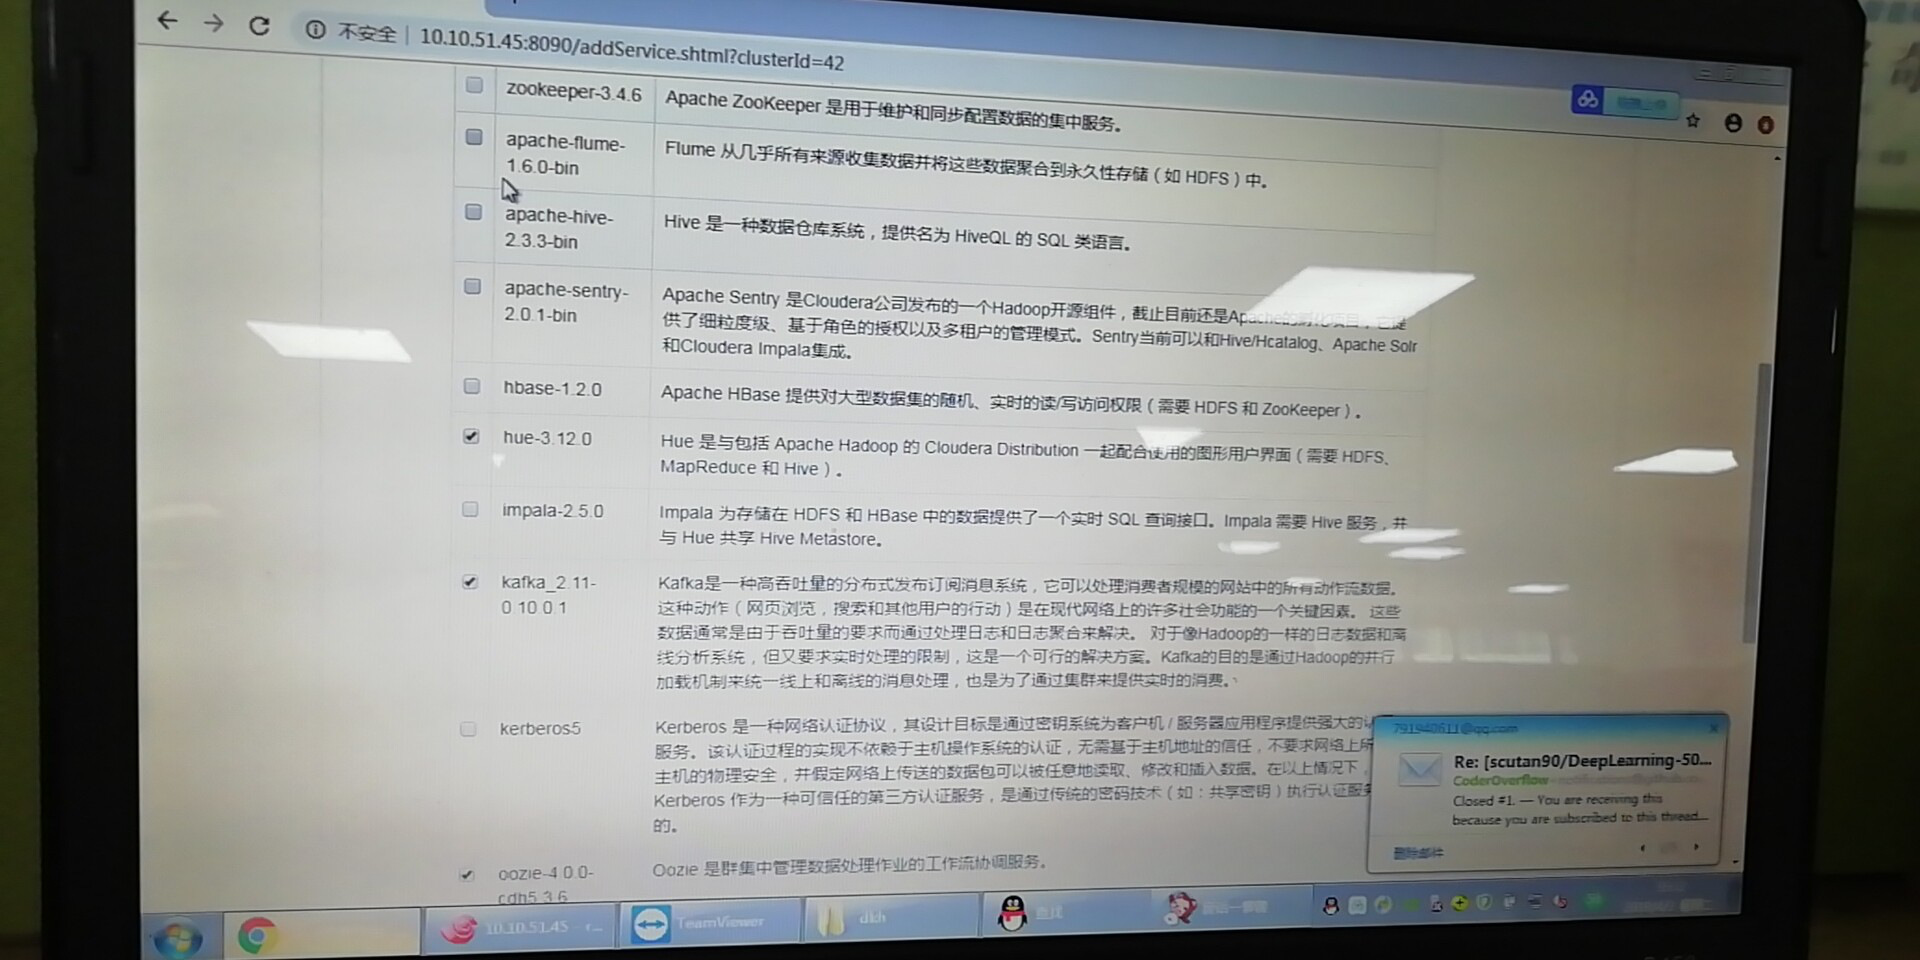 不安全 | 10.10.51.45:8090/addService.shtml?clusterId=42
zookeeper-3.4.6
Apache ZooKeeper 是用于维护和同步配置数据的集中服务。
apache-flume-
1.6.0-bin
Flume 从几乎所有来源收集数据并将这些数据聚合到永久性存储（如 HDFS）中。
apache-hive-
2.3.3-bin
Hive 是一种数据仓库系统，提供名为 HiveQL 的 SQL 类语言。
apache-sentry-
2.0.1-bin
Apache Sentry 是Cloudera公司发布的一个Hadoop开源组件，截止目前还是Apache的孵化项目，它提
供了细粒度级、基于角色的授权以及多租户的管理模式。Sentry当前可以和Hive/Hcatalog、Apache Solr
和Cloudera Impala集成。
hbase-1.2.0
Apache HBase 提供对大型数据集的随机、实时的读/写访问权限（需要 HDFS 和 ZooKeeper）。
hue-3.12.0
Hue 是与包括 Apache Hadoop 的 Cloudera Distribution 一起配合使用的图形用户界面（需要 HDFS、
MapReduce 和 Hive）。
impala-2.5.0
Impala 为存储在 HDFS 和 HBase 中的数据提供了一个实时 SQL 查询接口。Impala 需要 Hive 服务，并
与 Hue 共享 Hive Metastore。
kafka_2.11-
0.10.0.1
Kafka是一种高吞吐量的分布式发布订阅消息系统，它可以处理消费者规模的网站中的所有动作流数据。
这种动作（网页浏览，搜索和其他用户的行动）是在现代网络上的许多社会功能的一个关键因素。 这些
数据通常是由于吞吐量的要求而通过处理日志和日志聚合来解决。 对于像Hadoop的一样的日志数据和离
线分析系统，但又要求实时处理的限制，这是一个可行的解决方案。Kafka的目的是通过Hadoop的并行
加载机制来统一线上和离线的消息处理，也是为了通过集群来提供实时的消费。
kerberos5
Kerberos 是一种网络认证协议，其设计目标是通过密钥系统为客户机 / 服务器应用程序提供强大的认
服务。该认证过程的实现不依赖于主机操作系统的认证，无需基于主机地址的信任，不要求网络上所
主机的物理安全，并假定网络上传送的数据包可以被任意地读取、修改和插入数据。在以上情况下，
Kerberos 作为一种可信任的第三方认证服务，是通过传统的密码技术（如：共享密钥）执行认证服务
的。
oozie-4.0.0-
cdh5.3.6
Oozie 是群集中管理数据处理作业的工作流协调服务。
791940611@qq.com
Re: [scutan90/DeepLearning-50...
CoderOverflow
Closed #1. — You are receiving this
because you are subscribed to this thread...
删除邮件
10.10.51.45 - r...
TeamViewer
dkh
查找